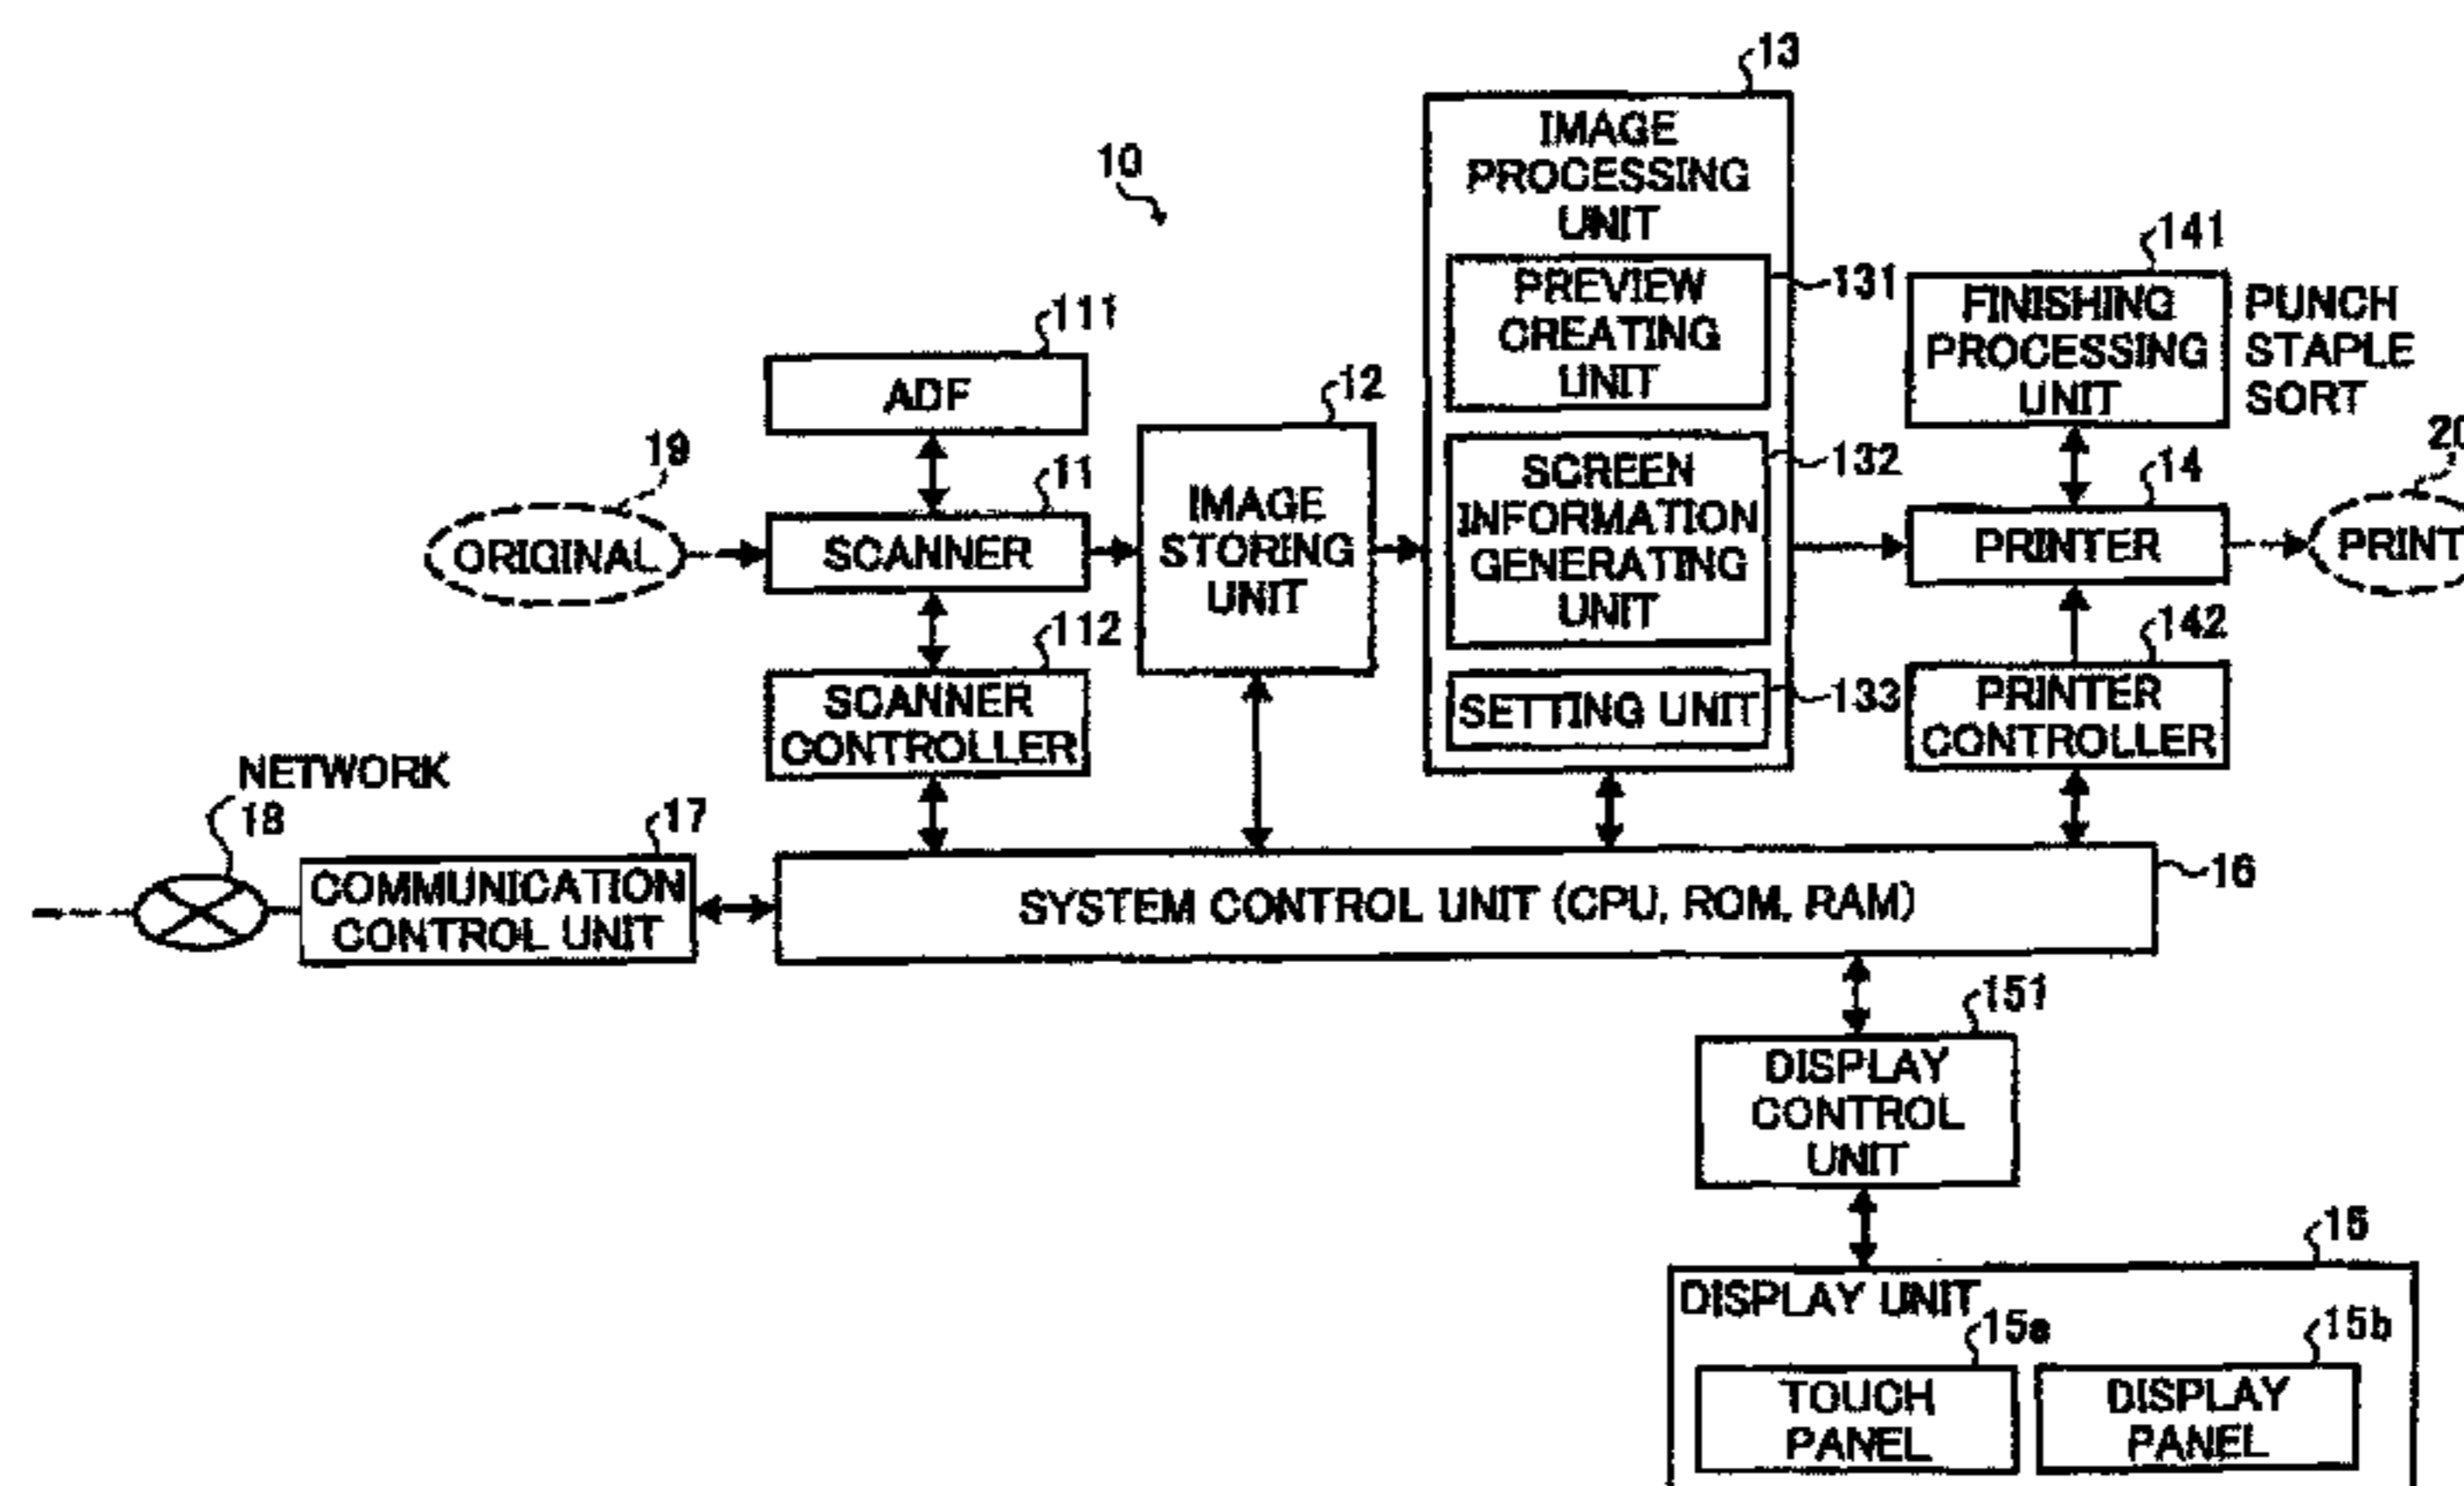 13
IMAGE
PROCESSING
UNIT
10
141
PREVIEW
CREATING
UNIT
131
FINISHING
PROCESSING
UNIT
PUNCH
STAPLE
SORT
111
ADF
12
20
19
11
132
14
ORIGINAL
SCANNER
IMAGE
STORING
UNIT
SCREEN
INFORMATION
GENERATING
UNIT
PRINTER
PRINT
112
142
SCANNER
CONTROLLER
SETTING UNIT
133
PRINTER
CONTROLLER
NETWORK
18
17
COMMUNICATION
CONTROL UNIT
SYSTEM CONTROL UNIT (CPU, ROM, RAM)
16
151
DISPLAY
CONTROL
UNIT
15
DISPLAY UNIT
15a
15b
TOUCH
PANEL
DISPLAY
PANEL